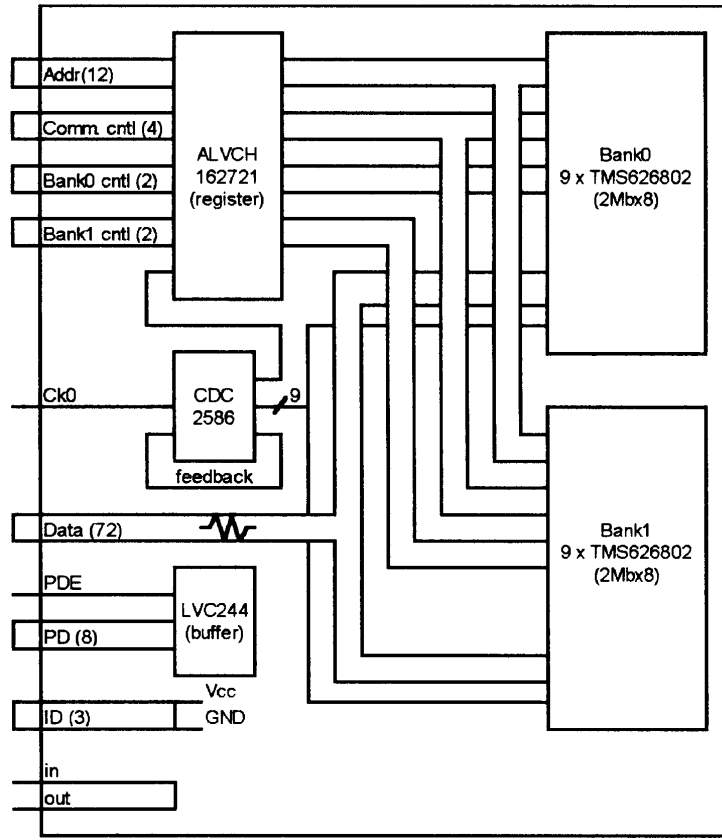 Addr(12)
Comm. cntl (4)
Bank0 cntl (2)
Bank1 cntl (2)
ALVCH
162721
(register)
Bank0
9 x TMS626802
(2Mbx8)
Ck0
CDC
2586
9
feedback
Data (72)
Bank1
9 x TMS626802
(2Mbx8)
PDE
PD (8)
LVC244
(buffer)
Vcc
ID (3)
GND
in
out